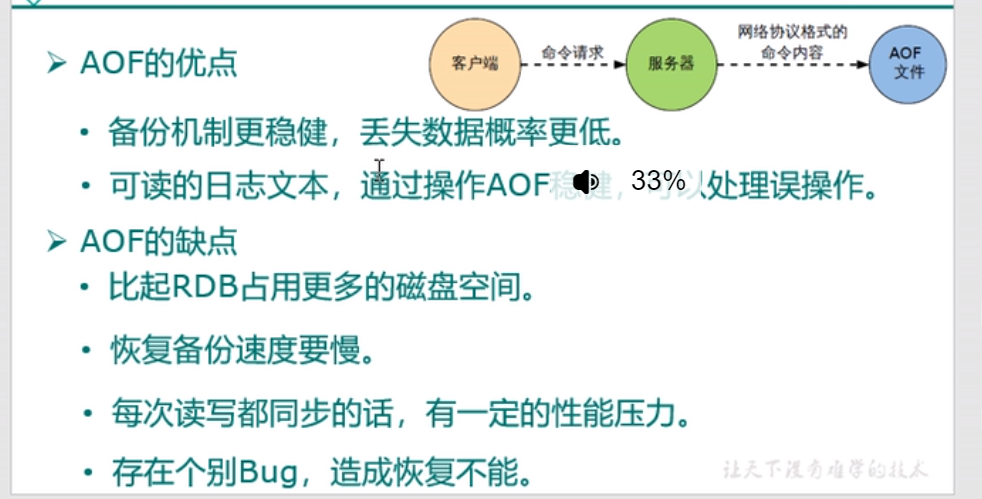 AOF的优点
客户端
命令请求
服务器
网络协议格式的
命令内容
AOF
文件
• 备份机制更稳健，丢失数据概率更低。
• 可读的日志文本，通过操作AOF稳健，可以处理误操作。
33%
AOF的缺点
• 比起RDB占用更多的磁盘空间。
• 恢复备份速度要慢。
• 每次读写都同步的话，有一定的性能压力。
• 存在个别Bug，造成恢复不能。
让天下没有难学的技术